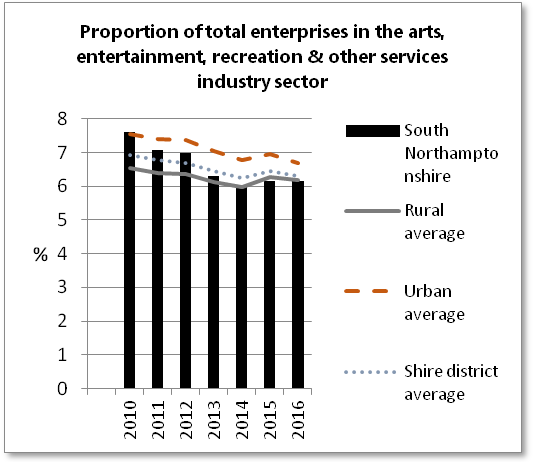 Proportion of total enterprises in the arts,
entertainment, recreation & other services
industry sector
8
7
6
5
%
4
3
2
1
0
2010
2011
2012
2013
2014
2015
2016
South
Northampto
nshire
Rural
average
Urban
average
Shire district
average